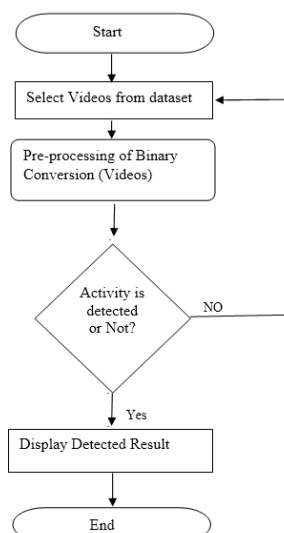 Start
Select Videos from dataset
Pre-processing of Binary
Conversion (Videos)
Activity is
detected
or Not?
NO
Yes
Display Detected Result
End